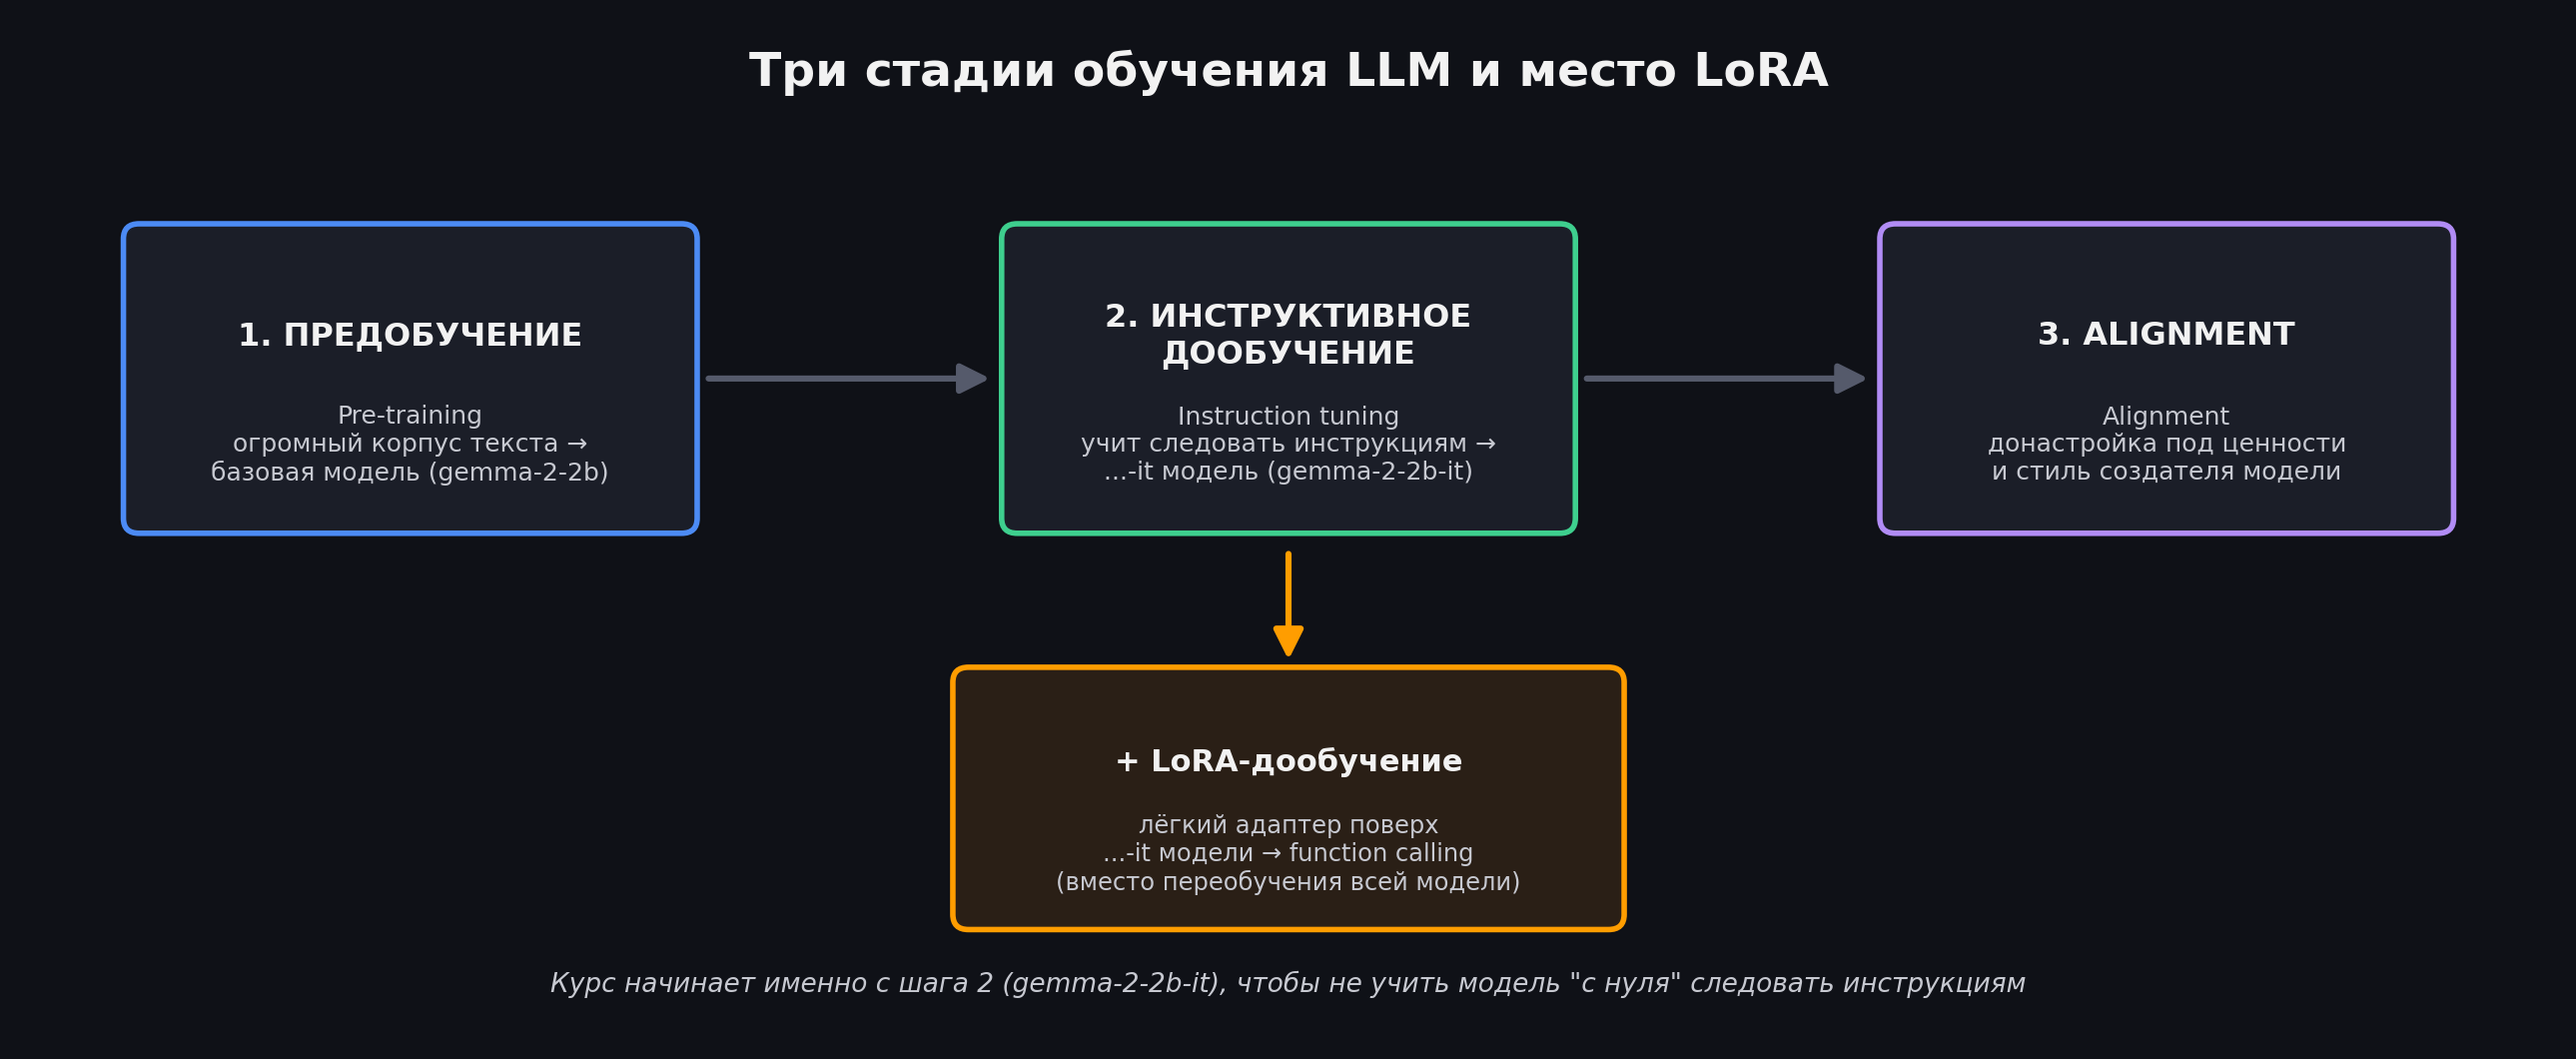 Три стадии обучения LLM и место LoRA
1. ПРЕДОБУЧЕНИЕ
Pre-training
огромный корпус текста →
базовая модель (gemma-2-2b)
2. ИНСТРУКТИВНОЕ
ДООБУЧЕНИЕ
Instruction tuning
учит следовать инструкциям →
...-it модель (gemma-2-2b-it)
3. ALIGNMENT
Alignment
донастройка под ценности
и стиль создателя модели
+ LoRA-дообучение
лёгкий адаптер поверх
...-it модели → function calling
(вместо переобучения всей модели)
Курс начинает именно с шага 2 (gemma-2-2b-it), чтобы не учить модель "с нуля" следовать инструкциям